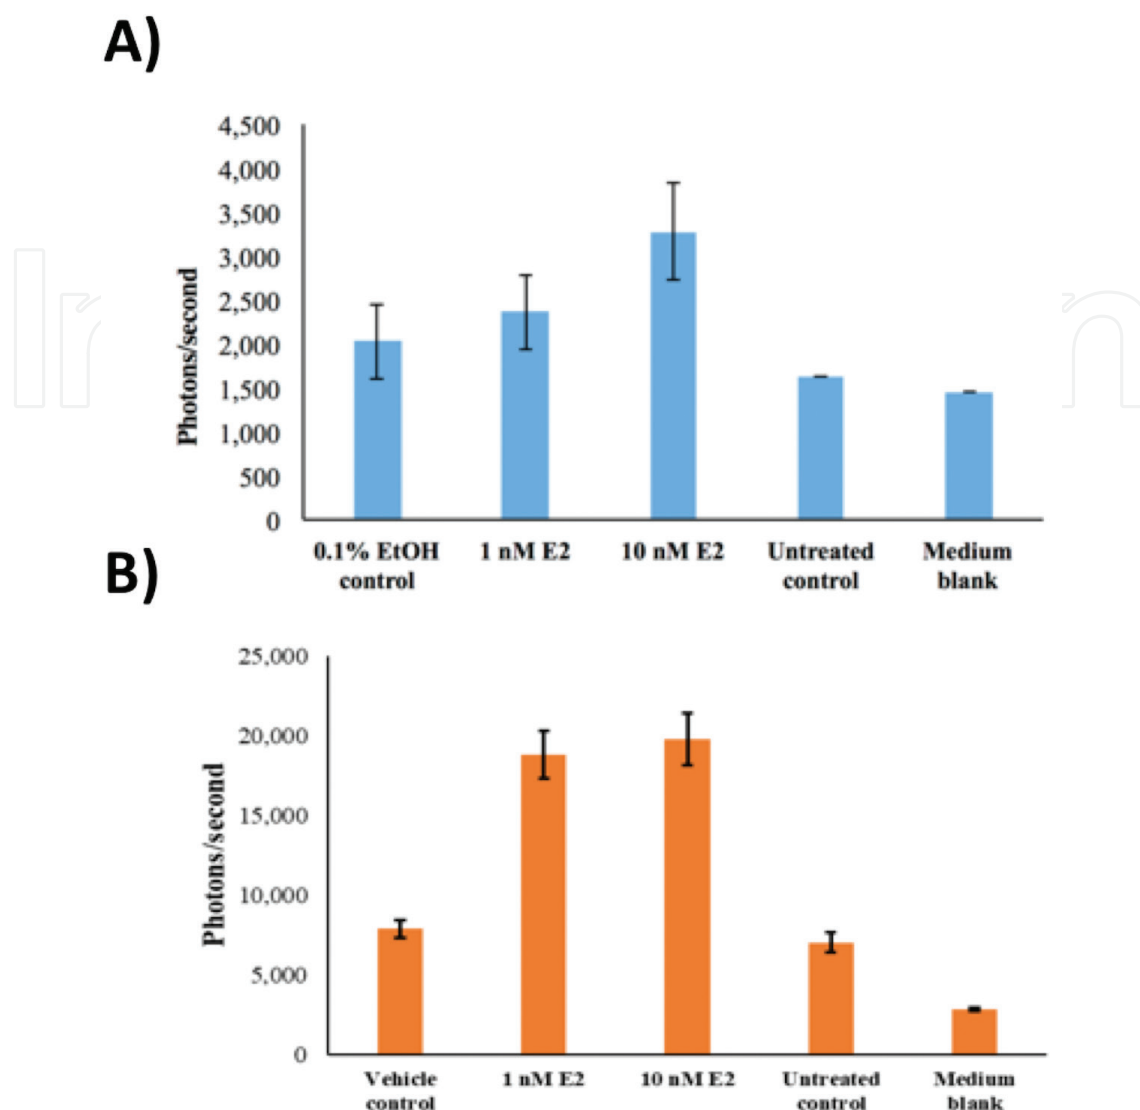 A)
4,500
4,000
3,500
3,000
2,500
2,000
1,500
1,000
500
0
Photons/second
0.1% EtOH control
1 nM E2
10 nM E2
Untreated control
Medium blank
B)
25,000
20,000
15,000
10,000
5,000
0
Photons/second
Vehicle control
1 nM E2
10 nM E2
Untreated control
Medium blank